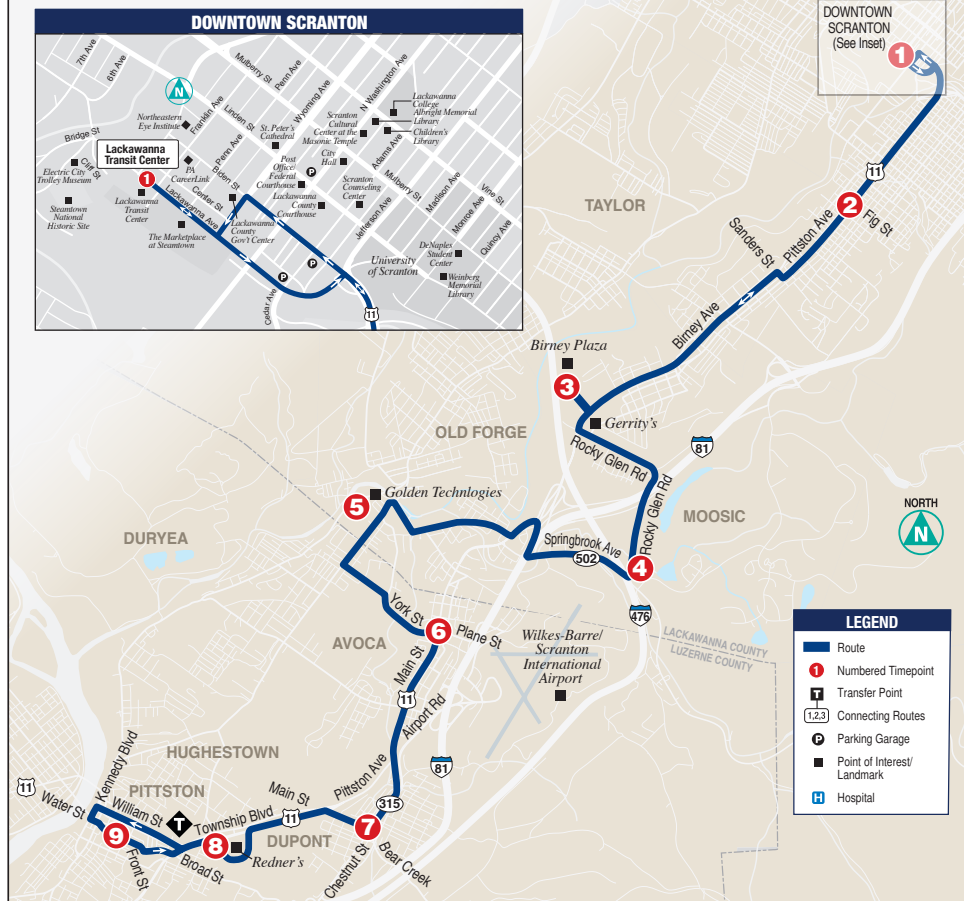 DOWNTOWN SCRANTON
7th Ave
6th Ave
Mulberry St
Penn Ave
Wyoming Ave
N Washington Ave
N
Franklin Ave
Linden St
Northeastern
Eye Institute
St. Peter's
Cathedral
Scranton
Cultural
Center at the
Masonic Temple
Lackawanna
College
Albright Memorial
Library
Children's
Library
Bridge St
Cliff St
Lackawanna
Transit Center
1
Penn Ave
PA
CareerLink
Biden St
Center St
Lackawanna Ave
Post
Office/
Federal
Courthouse
P
City
Hall
Adams Ave
Mulberry St
Madison Ave
Vine St
Electric City
Trolley Museum
Steamtown
National
Historic Site
Lackawanna
Transit
Center
The Marketplace
at Steamtown
Lackawanna
County
Gov't Center
Lackawanna
County
Courthouse
Scranton
Counseling
Center
Jefferson Ave
Monroe Ave
Quincy Ave
DeNaples
Student
Center
University
of Scranton
Weinberg
Memorial
Library
P
P
Cedar Ave
11
DOWNTOWN
SCRANTON
(See Inset)
1
11
TAYLOR
2
Fig St
Pittston Ave
Sanders St
Birney Ave
Birney Plaza
3
Gerrity's
OLD FORGE
Rocky Glen Rd
81
Rocky Glen Rd
MOOSIC
NORTH
N
5
Golden Technlogies
DURYEA
Springbrook Ave
502
4
476
York St
6
Plane St
AVOCA
Main St
Wilkes-Barre/
Scranton
International
Airport
LACKAWANNA COUNTY
LUZERNE COUNTY
11
Airport Rd
81
HUGHESTOWN
PITTSTON
Kennedy Blvd
11
Water St
William St
T
Township Blvd
Main St
11
Pittston Ave
315
7
9
8
DUPONT
Redner's
Front St
Broad St
Chestnut St
Bear Creek
LEGEND
Route
1 Numbered Timepoint
T Transfer Point
1,2,3 Connecting Routes
P Parking Garage
Point of Interest/
Landmark
H Hospital